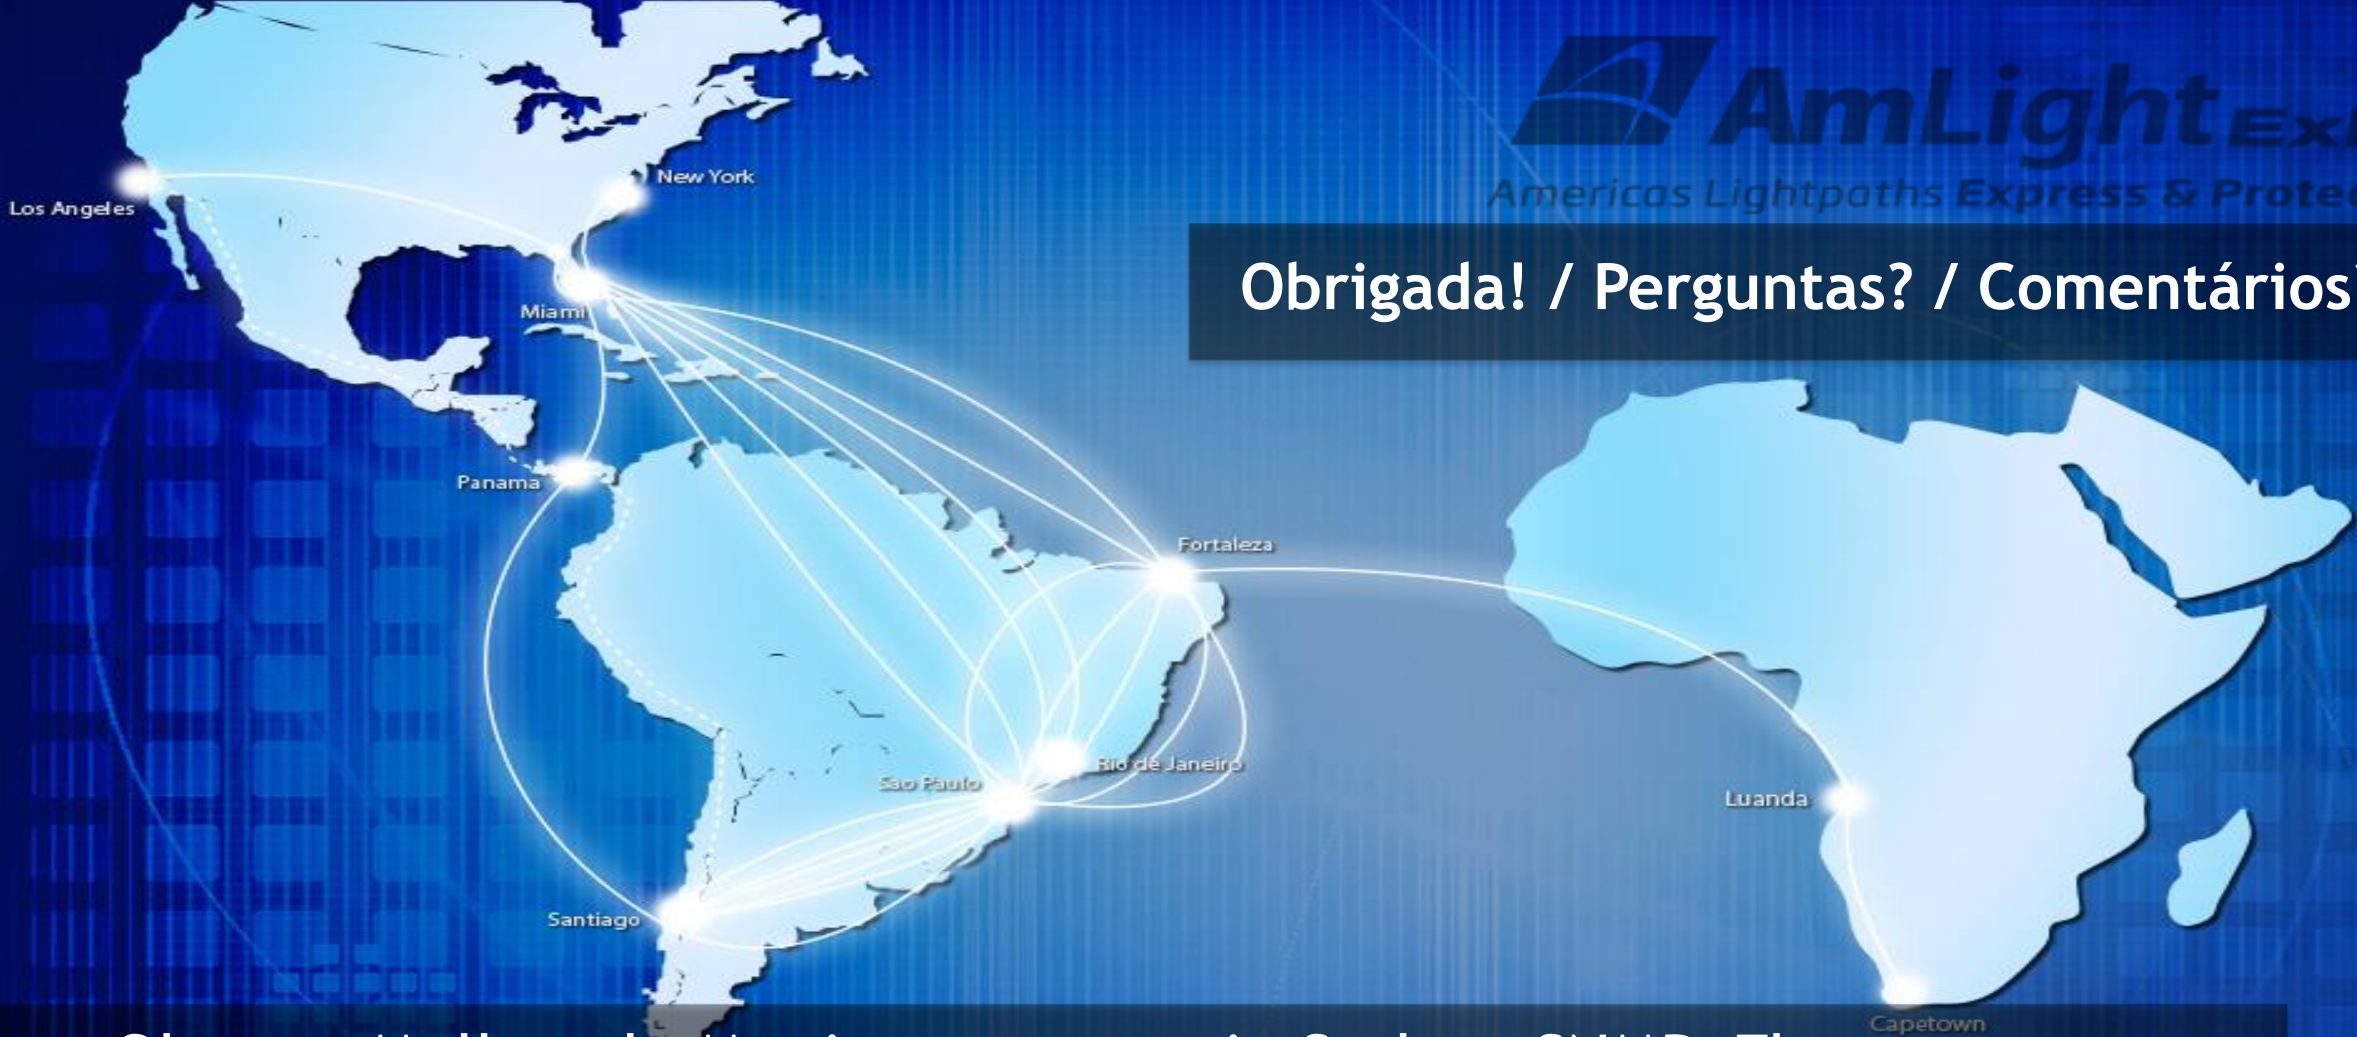 AmLight
Americas Lightpaths Express &
New York
Los Angeles
Obrigada! / Perguntas? / Comentários
Miami
Panama
Fortaleza
Rio de Janeiro
Sao Paulo
Luanda
Santiago
Capetown